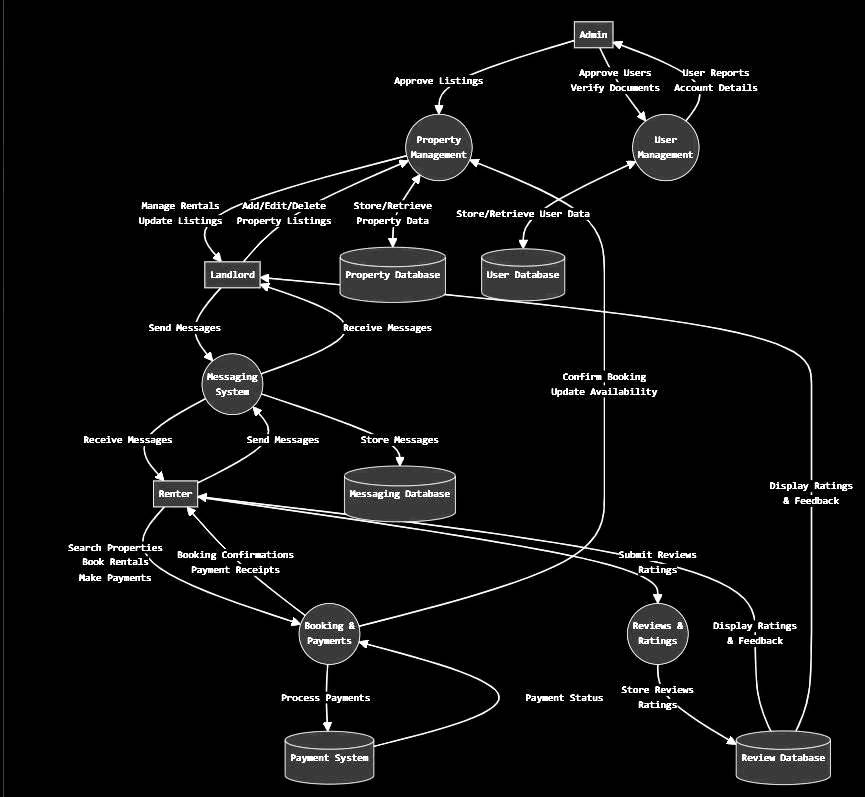 Admin
Approve Listings
Approve Users
Verify Documents
User Reports
Account Details
Property
Management
User
Management
Manage Rentals
Update Listings
Add/Edit/Delete
Property Listings
Store/Retrieve
Property Data
Store/Retrieve User Data
Landlord
Property Database
User Database
Send Messages
Receive Messages
Messaging
System
Confirm Booking
Update Availability
Receive Messages
Send Messages
Store Messages
Renter
Messaging Database
Display Ratings
& Feedback
Search Properties
Book Rentals
Make Payments
Booking Confirmations
Payment Receipts
Submit Reviews
Ratings
Booking &
Payments
Reviews &
Ratings
Display Ratings
& Feedback
Process Payments
Payment Status
Store Reviews
Ratings
Payment System
Review Database